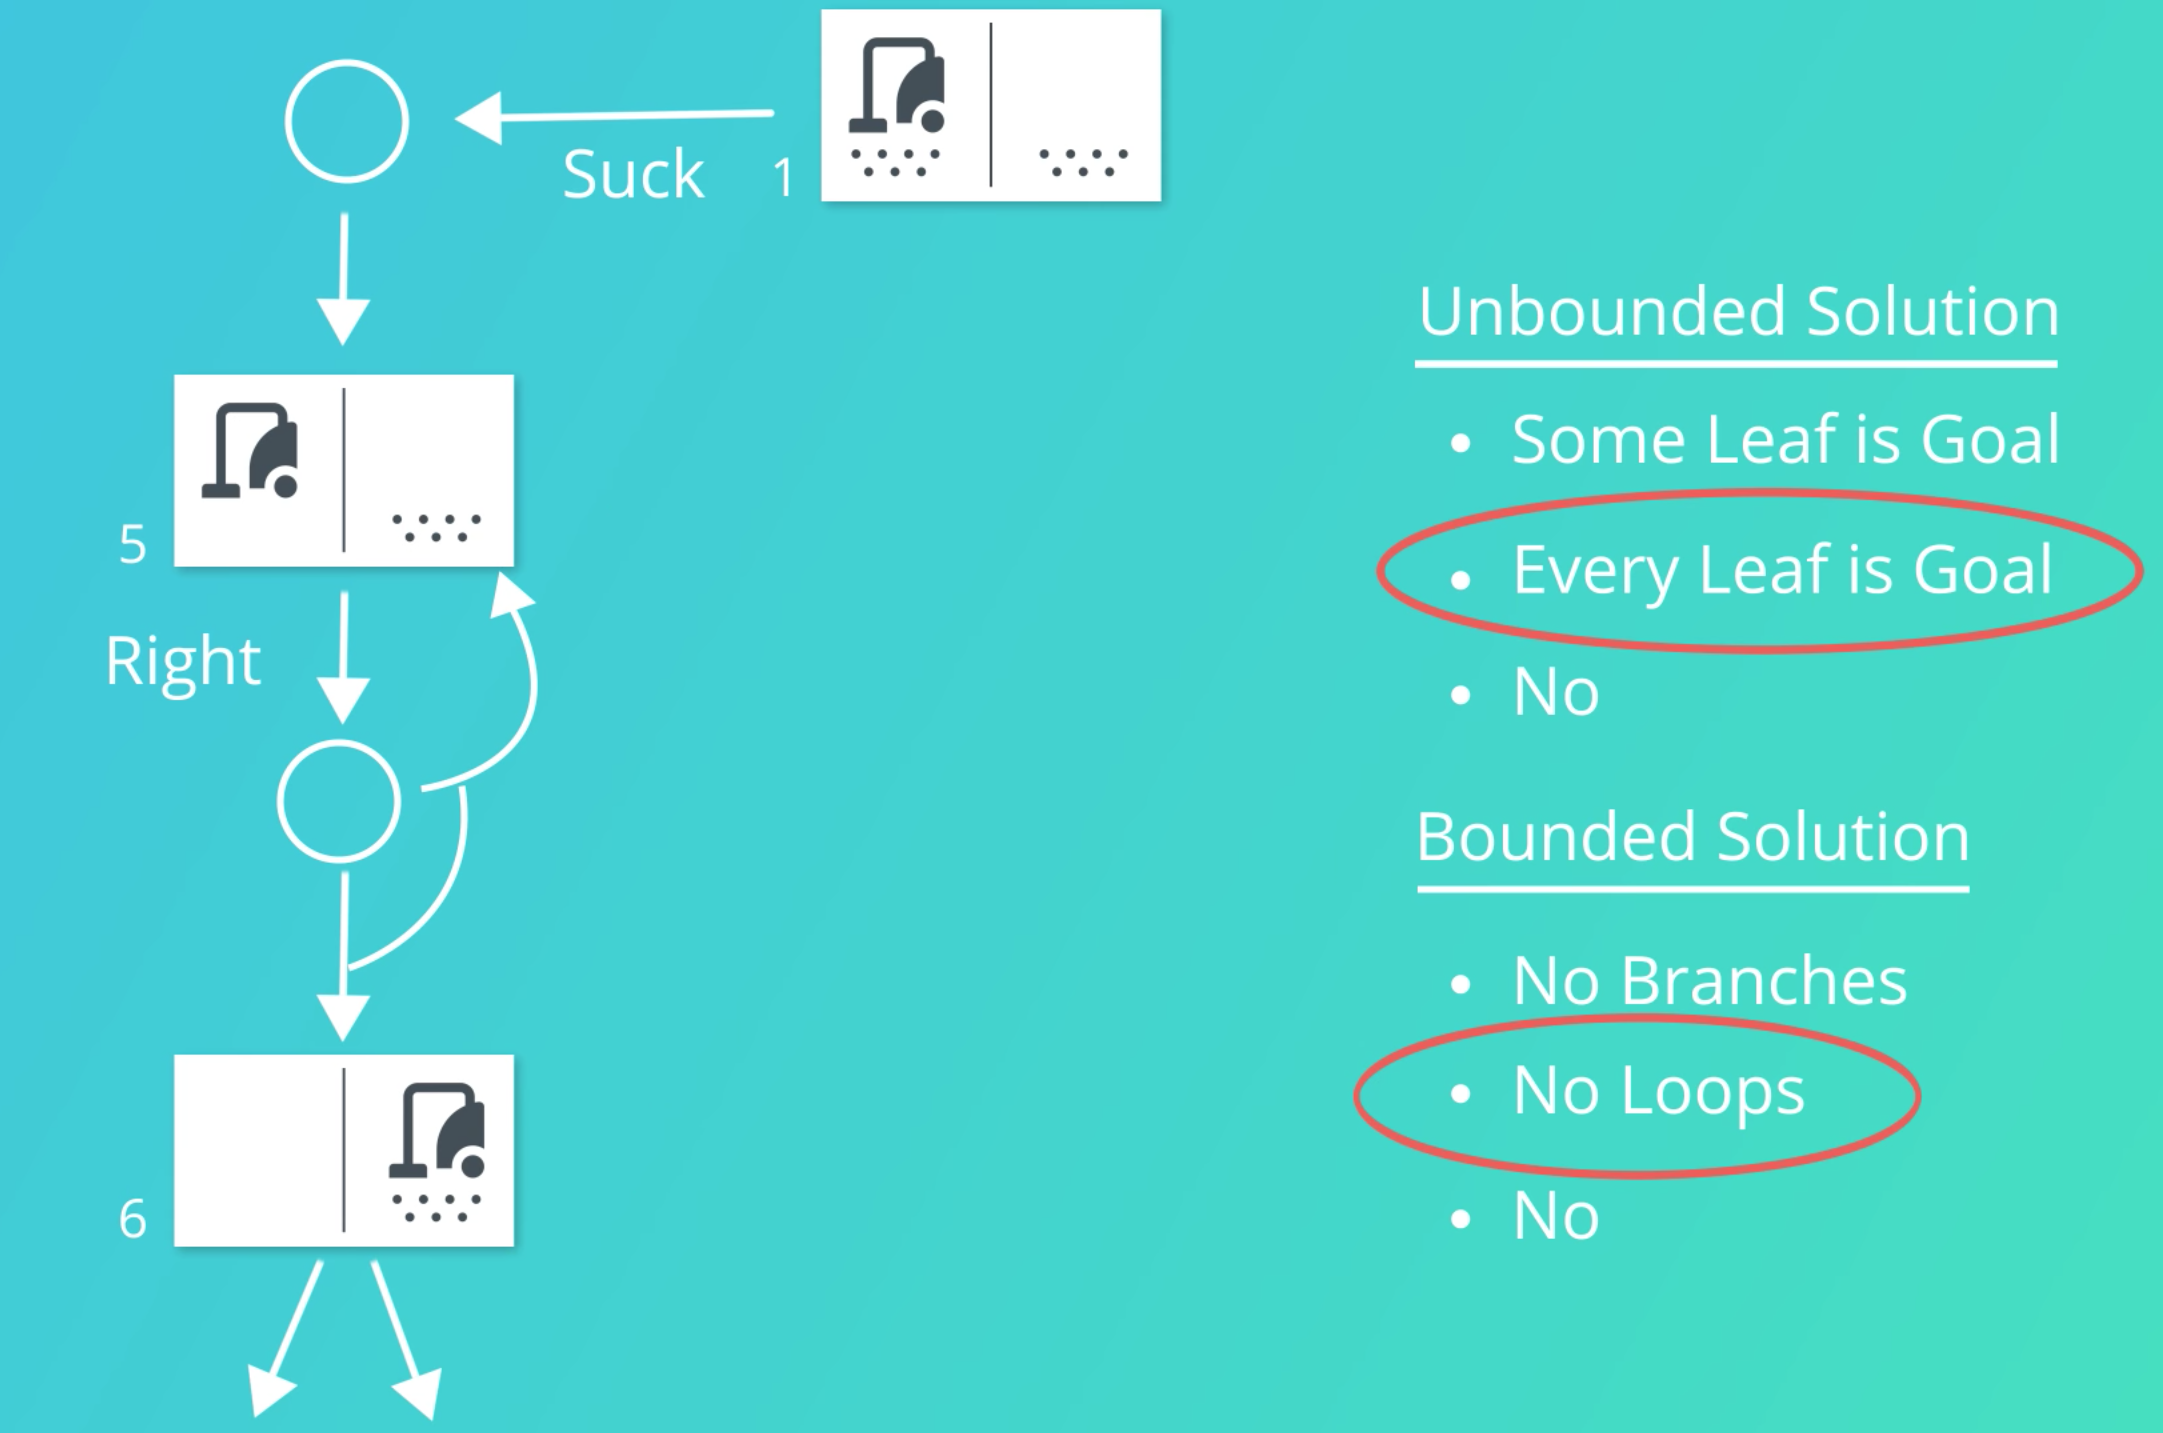 Suck
1
5
Right
6
Unbounded Solution
• Some Leaf is Goal
• Every Leaf is Goal
• No
Bounded Solution
• No Branches
• No Loops
• No